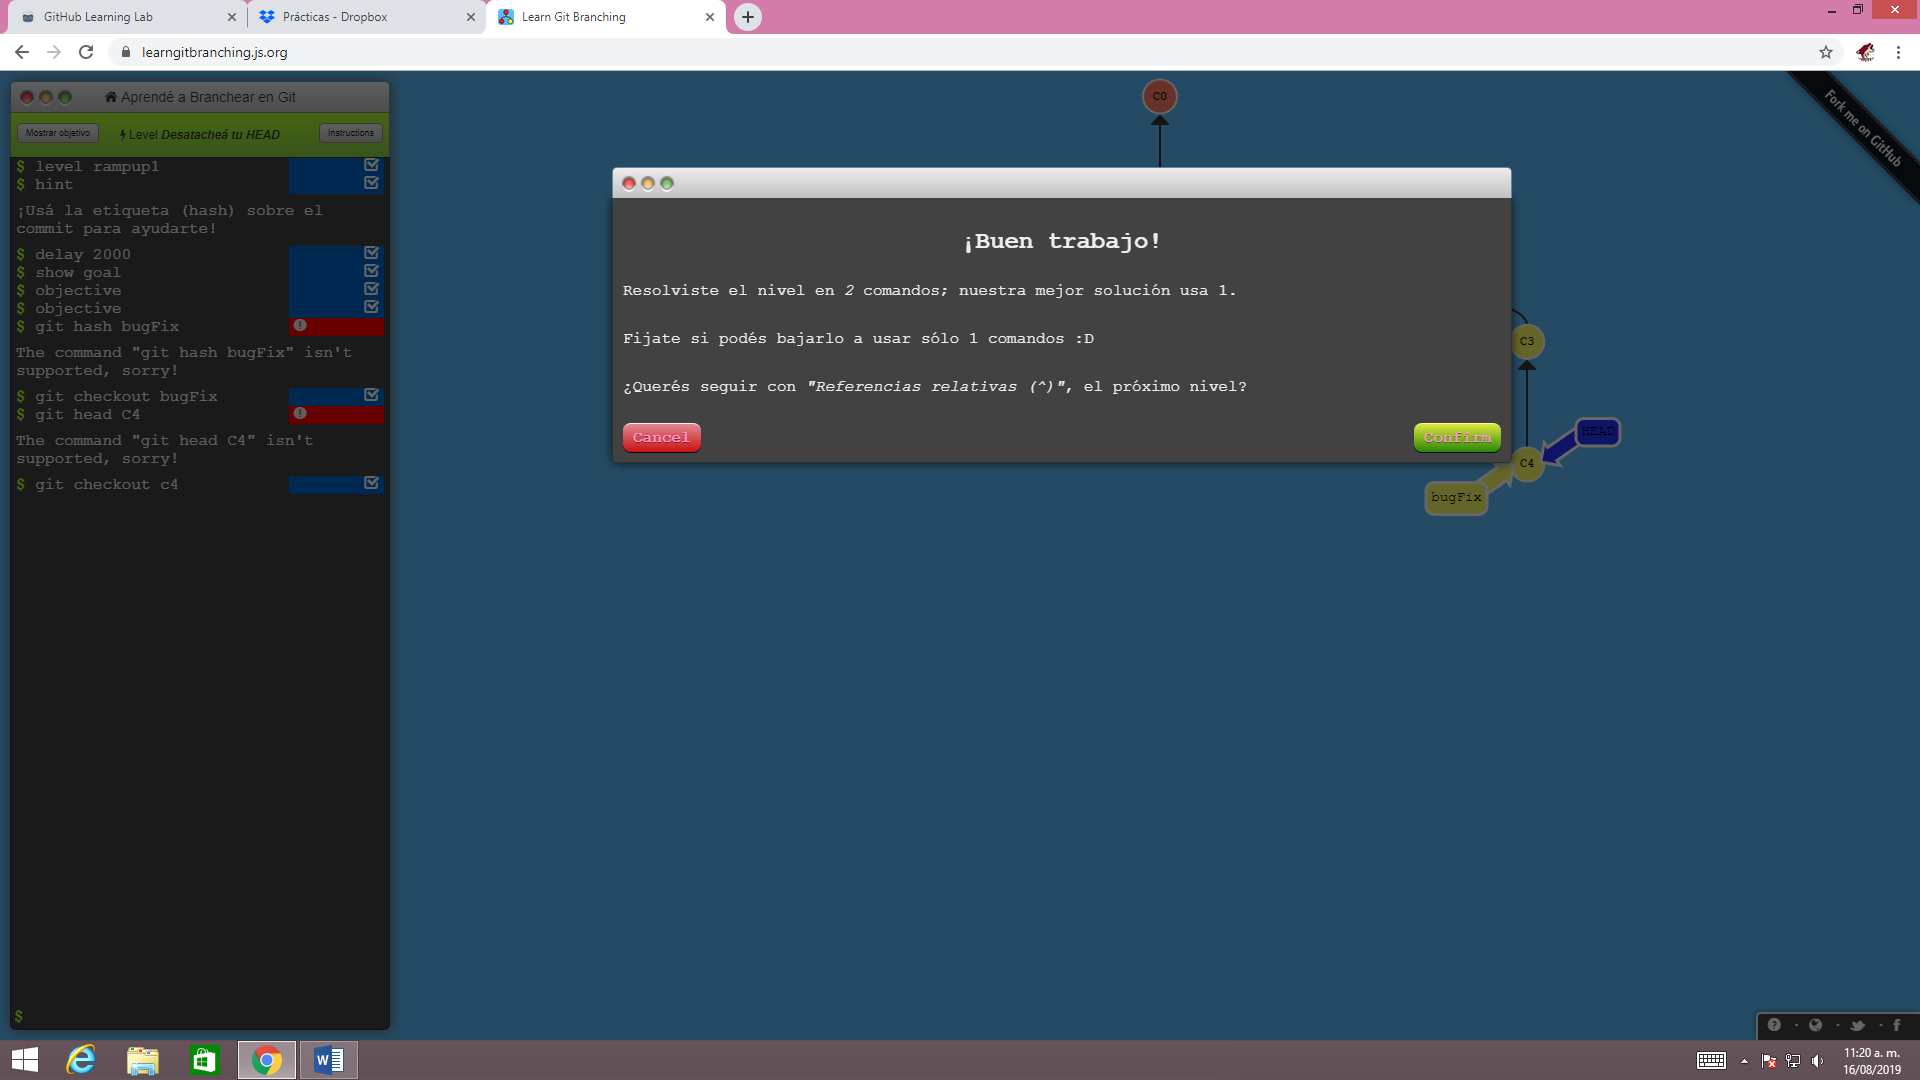 GitHub Learning Lab
Prácticas - Dropbox
Learn Git Branching
learngitbranching.js.org
Aprendé a Branchear en Git
Mostrar objetivo
Level Desatacheá tu HEAD
Instructions
$ level rampup1
$ hint
¡Usá la etiqueta (hash) sobre el
commit para ayudarte!
$ delay 2000
$ show goal
$ objective
$ objective
$ git hash bugFix
The command "git hash bugFix" isn't
supported, sorry!
$ git checkout bugFix
$ git head C4
The command "git head C4" isn't
supported, sorry!
$ git checkout c4
$
C0
Fork me on GitHub
¡Buen trabajo!
Resolviste el nivel en 2 comandos; nuestra mejor solución usa 1.
Fijate si podés bajarlo a usar sólo 1 comandos :D
¿Querés seguir con "Referencias relativas (^)", el próximo nivel?
Cancel
Confirm
C3
HEAD
C4
bugFix
11:20 a. m.
16/08/2019